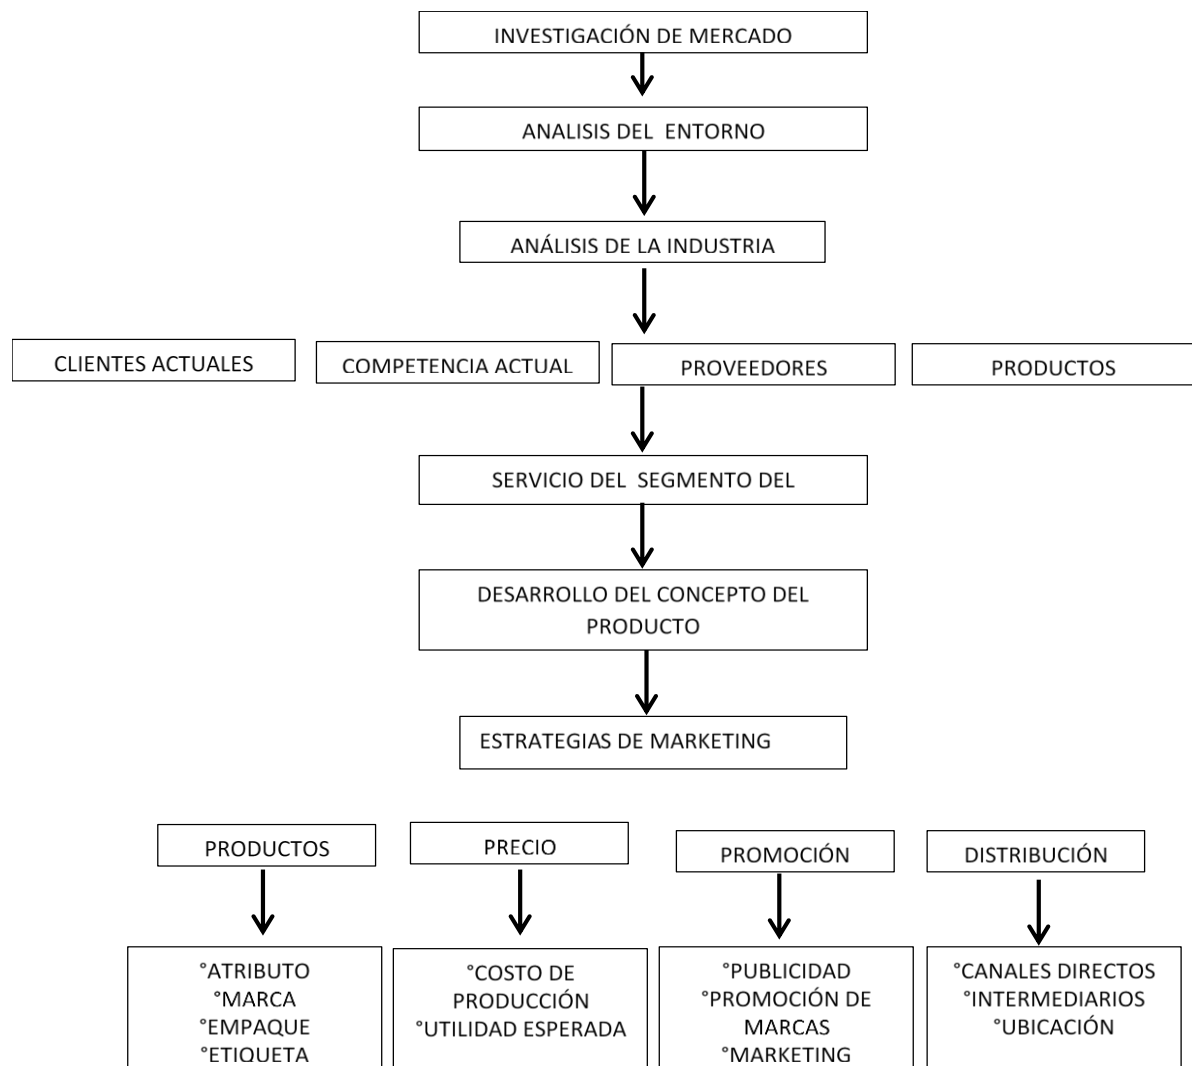 INVESTIGACIÓN DE MERCADO
ANALISIS DEL ENTORNO
ANÁLISIS DE LA INDUSTRIA
CLIENTES ACTUALES
COMPETENCIA ACTUAL
PROVEEDORES
PRODUCTOS
SERVICIO DEL SEGMENTO DEL
DESARROLLO DEL CONCEPTO DEL
PRODUCTO
ESTRATEGIAS DE MARKETING
PRODUCTOS
PRECIO
PROMOCIÓN
DISTRIBUCIÓN
°ATRIBUTO
°MARCA
°EMPAQUE
°ETIQUETA
°COSTO DE
PRODUCCIÓN
°UTILIDAD ESPERADA
°PUBLICIDAD
°PROMOCIÓN DE
MARCAS
°MARKETING
°CANALES DIRECTOS
°INTERMEDIARIOS
°UBICACIÓN